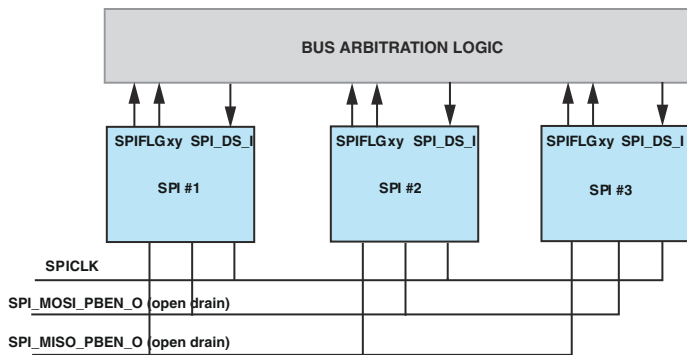 BUS ARBITRATION LOGIC
SPIFLGxy SPI_DS_I
SPI #1
SPIFLGxy SPI_DS_I
SPI #2
SPIFLGxy SPI_DS_I
SPI #3
SPICLK
SPI_MOSI_PBEN_O (open drain)
SPI_MISO_PBEN_O (open drain)